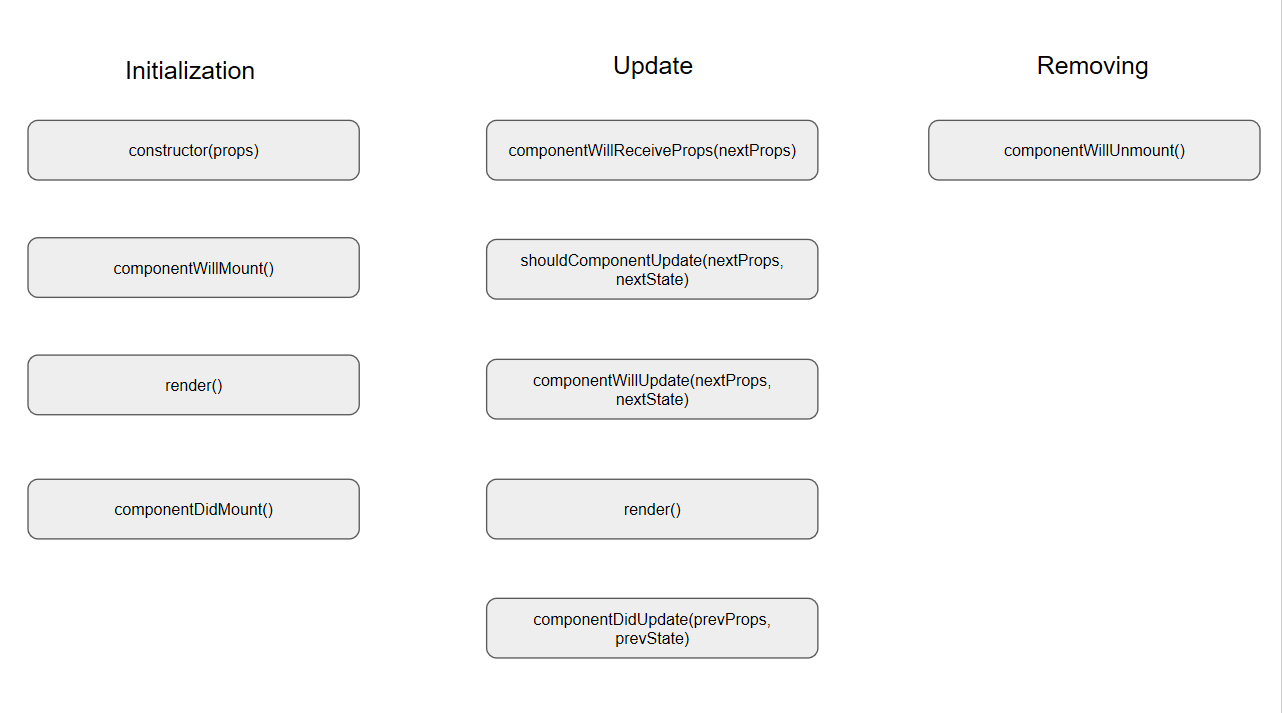 Initialization
constructor(props)
componentWillMount()
render()
componentDidMount()
Update
componentWillReceiveProps(nextProps)
shouldComponentUpdate(nextProps,
nextState)
componentWillUpdate(nextProps,
nextState)
render()
componentDidUpdate(prevProps,
prevState)
Removing
componentWillUnmount()